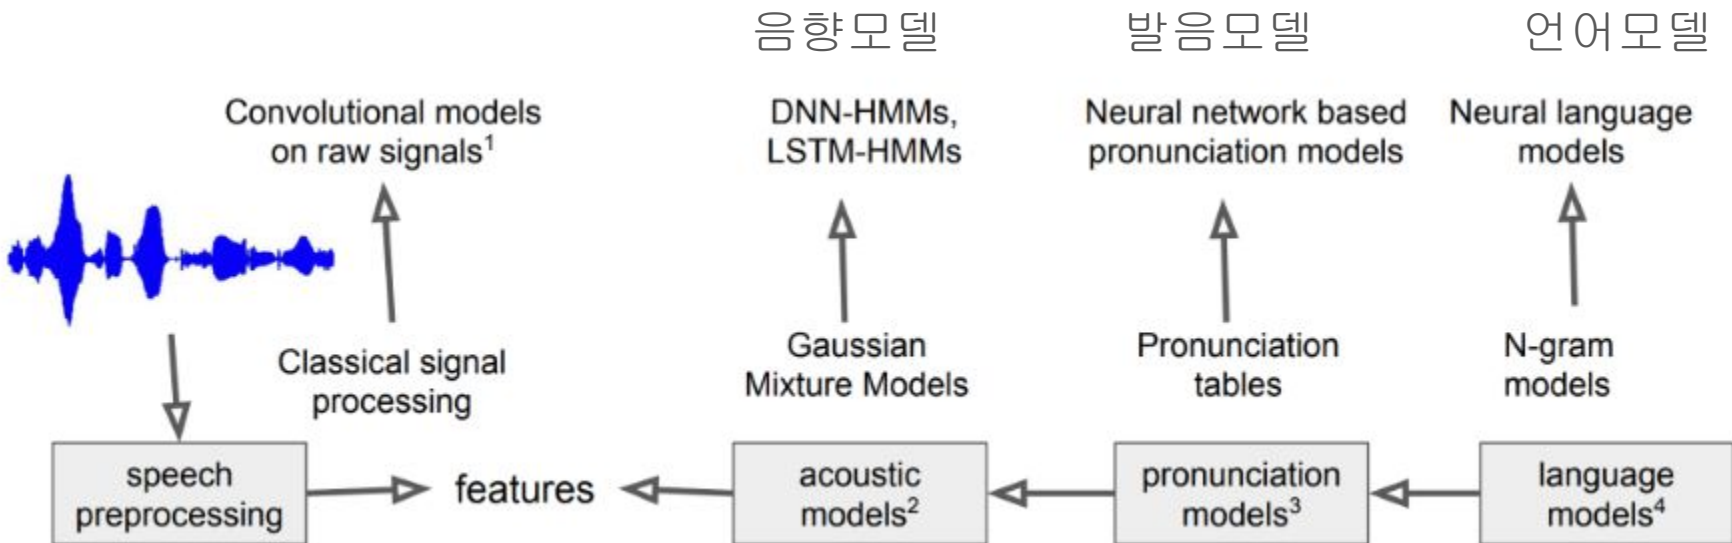 음향모델
발음모델
언어모델
Convolutional models
on raw signals¹
DNN-HMMs,
LSTM-HMMs
Neural network based
pronunciation models
Neural language
models
Classical signal
processing
Gaussian
Mixture Models
Pronunciation
tables
N-gram
models
speech
preprocessing
features
acoustic
models²
pronunciation
models³
language
models⁴